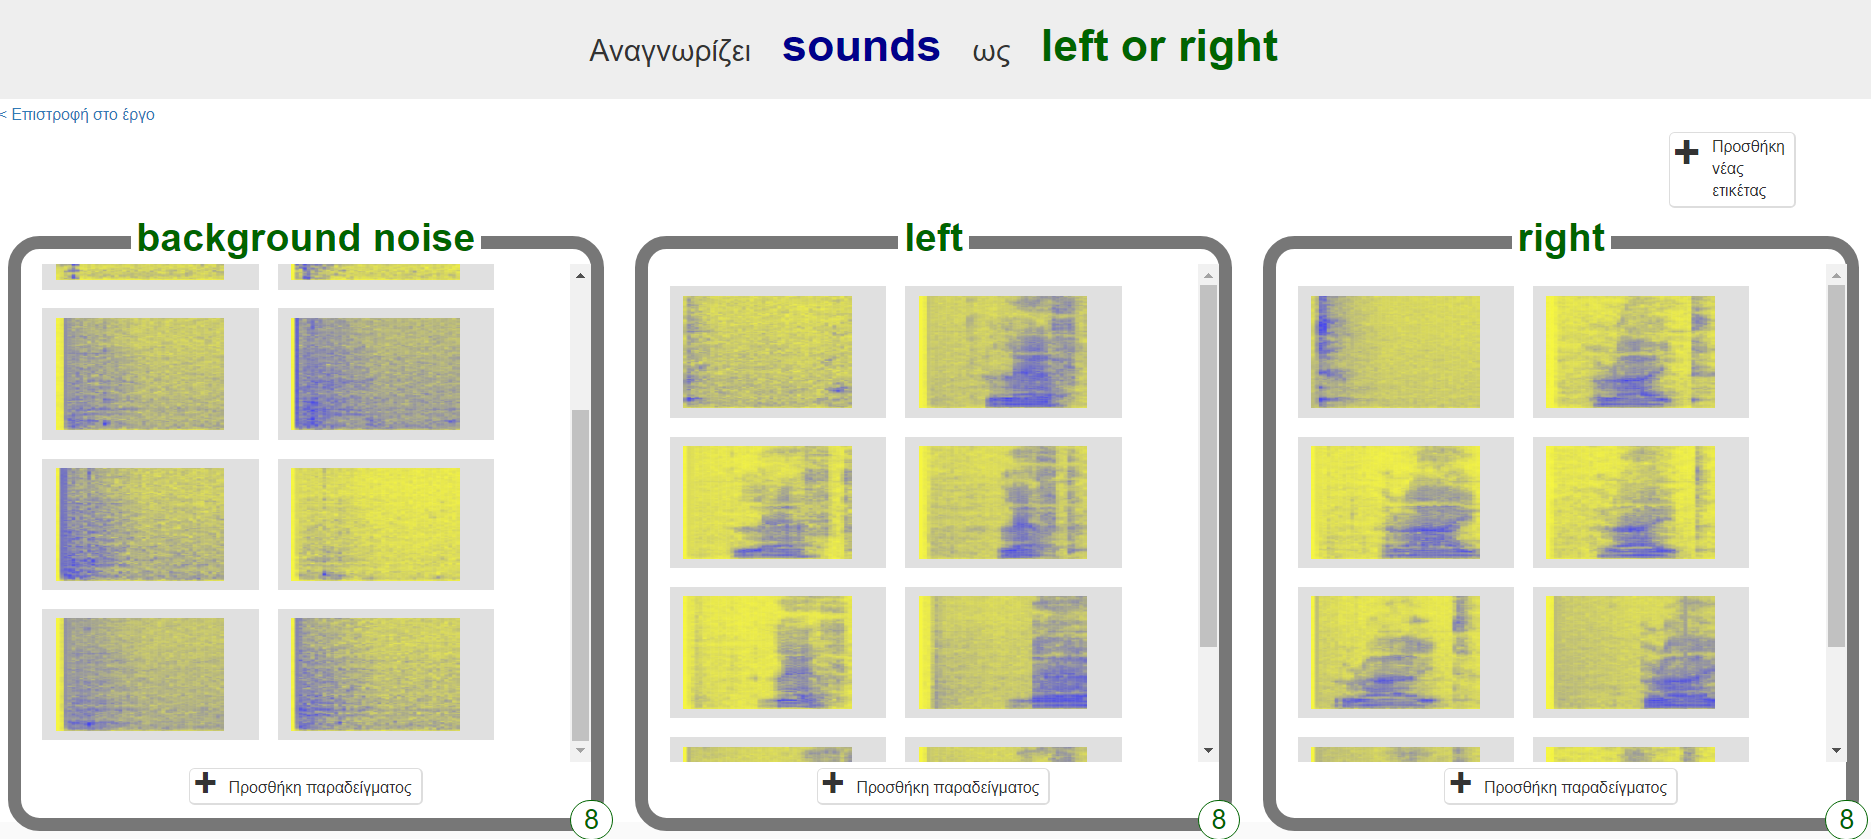 Αναγνωρίζει sounds ως left or right
< Επιστροφή στο έργο
Προσθήκη
νέας
ετικέτας
background noise
left
right
Προσθήκη παραδείγματος
Προσθήκη παραδείγματος
Προσθήκη παραδείγματος
8
8
8